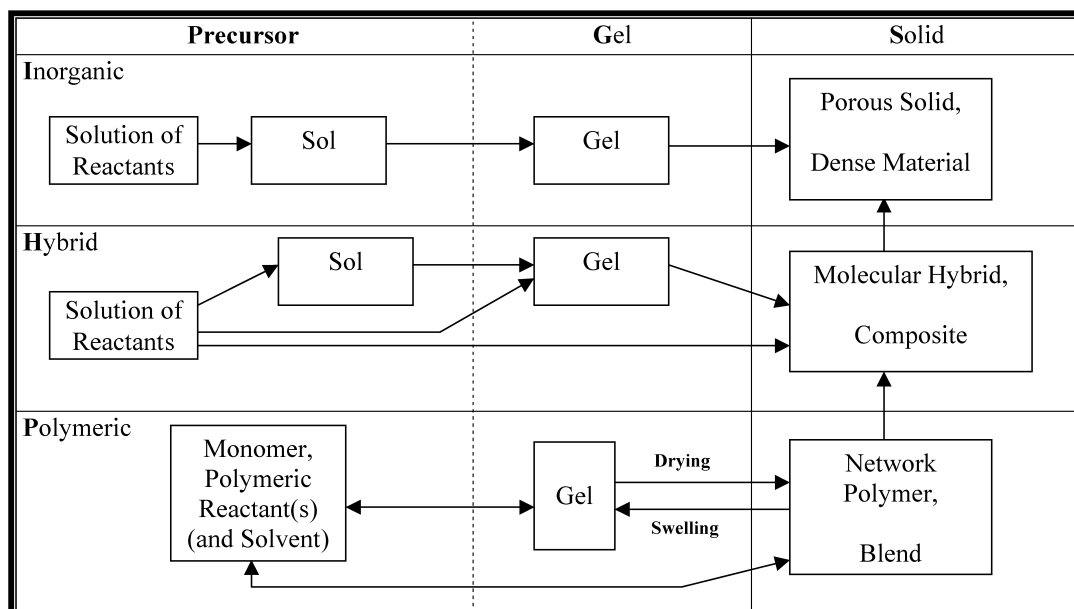 Precursor
Gel
Solid
Inorganic
Solution of
Reactants
Sol
Gel
Porous Solid,
Dense Material
Hybrid
Solution of
Reactants
Sol
Gel
Molecular Hybrid,
Composite
Polymeric
Monomer,
Polymeric
Reactant(s)
(and Solvent)
Gel
Drying
Swelling
Network
Polymer,
Blend